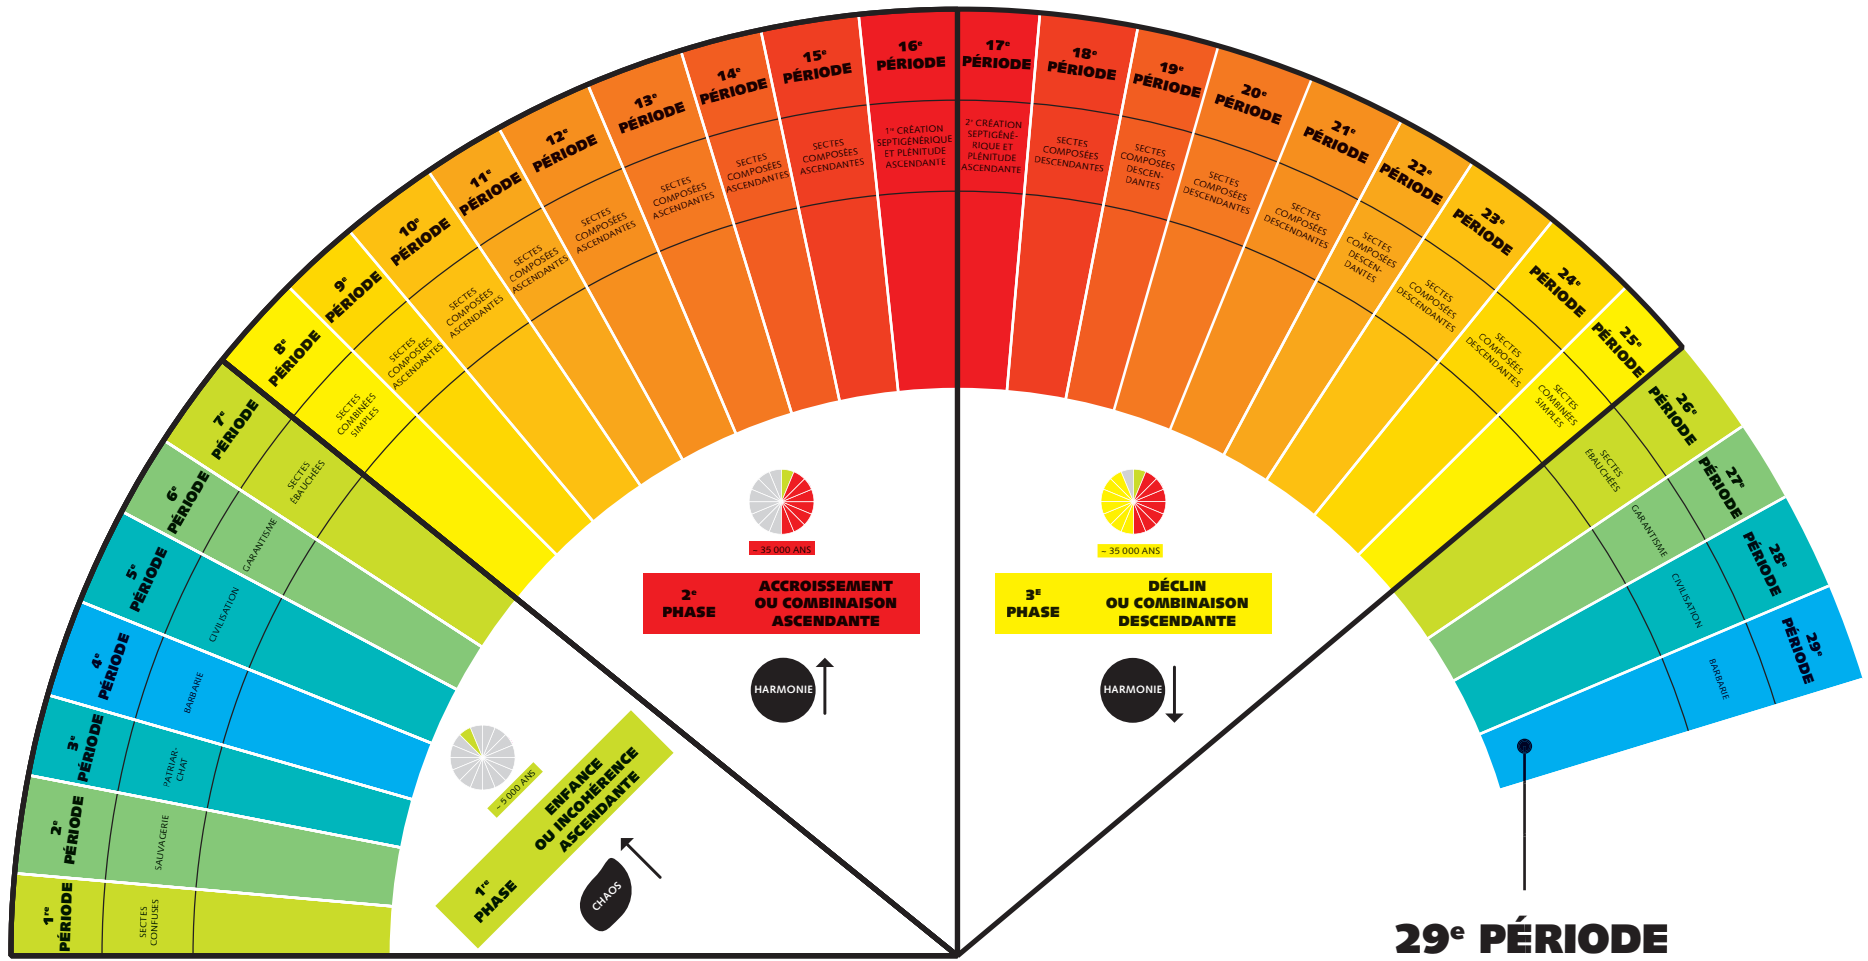 1re
PÉRIODE
SECTES
CONFUSES
2e
PÉRIODE
SAUVAGERIE
3e
PÉRIODE
PATRIAR-
CHAT
4e
PÉRIODE
BARBARIE
5e
PÉRIODE
CIVILISATION
6e
PÉRIODE
GARANTISME
7e
PÉRIODE
SECTES
ÉBAUCHÉES
8e
PÉRIODE
SECTES
COMBINÉES
SIMPLES
9e
PÉRIODE
SECTES
COMPOSÉES
ASCENDANTES
10e
PÉRIODE
SECTES
COMPOSÉES
ASCENDANTES
11e
PÉRIODE
SECTES
COMPOSÉES
ASCENDANTES
12e
PÉRIODE
SECTES
COMPOSÉES
ASCENDANTES
13e
PÉRIODE
SECTES
COMPOSÉES
ASCENDANTES
14e
PÉRIODE
SECTES
COMPOSÉES
ASCENDANTES
15e
PÉRIODE
SECTES
COMPOSÉES
ASCENDANTES
16e
PÉRIODE
1re CRÉATION
SEPTIGÉNÉRIQUE
ET PLÉNITUDE
ASCENDANTE
17e
PÉRIODE
2e CRÉATION
SEPTIGÉNÉ-
RIQUE ET
PLÉNITUDE
ASCENDANTE
18e
PÉRIODE
SECTES
COMPOSÉES
DESCENDANTES
19e
PÉRIODE
SECTES
COMPOSÉES
DESCEN-
DANTES
20e
PÉRIODE
SECTES
COMPOSÉES
DESCENDANTES
21e
PÉRIODE
SECTES
COMPOSÉES
DESCENDANTES
22e
PÉRIODE
SECTES
COMPOSÉES
DESCEN-
DANTES
23e
PÉRIODE
SECTES
COMPOSÉES
DESCENDANTES
24e
PÉRIODE
SECTES
COMPOSÉES
DESCENDANTES
25e
PÉRIODE
SECTES
COMBINÉES
SIMPLES
26e
PÉRIODE
SECTES
ÉBAUCHÉES
27e
PÉRIODE
GARANTISME
28e
PÉRIODE
CIVILISATION
29e
PÉRIODE
BARBARIE
~ 5 000 ANS
1re
PHASE
ENFANCE
OU INCOHÉRENCE
ASCENDANTE
CHAOS
~ 35 000 ANS
2e
PHASE
ACCROISSEMENT
OU COMBINAISON
ASCENDANTE
HARMONIE
~ 35 000 ANS
3E
PHASE
DÉCLIN
OU COMBINAISON
DESCENDANTE
HARMONIE
29e PÉRIODE